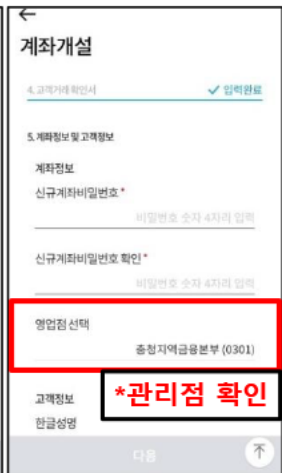 계좌개설
4. 고객거래확인서
✓ 입력완료
5. 계좌정보 및 고객정보
계좌정보
신규계좌비밀번호 *
비밀번호 숫자 4자리 입력
신규계좌비밀번호 확인 *
비밀번호 숫자 4자리 입력
영업점 선택
충청지역금융본부 (0301)
고객정보
*관리점 확인
한글성명
다음